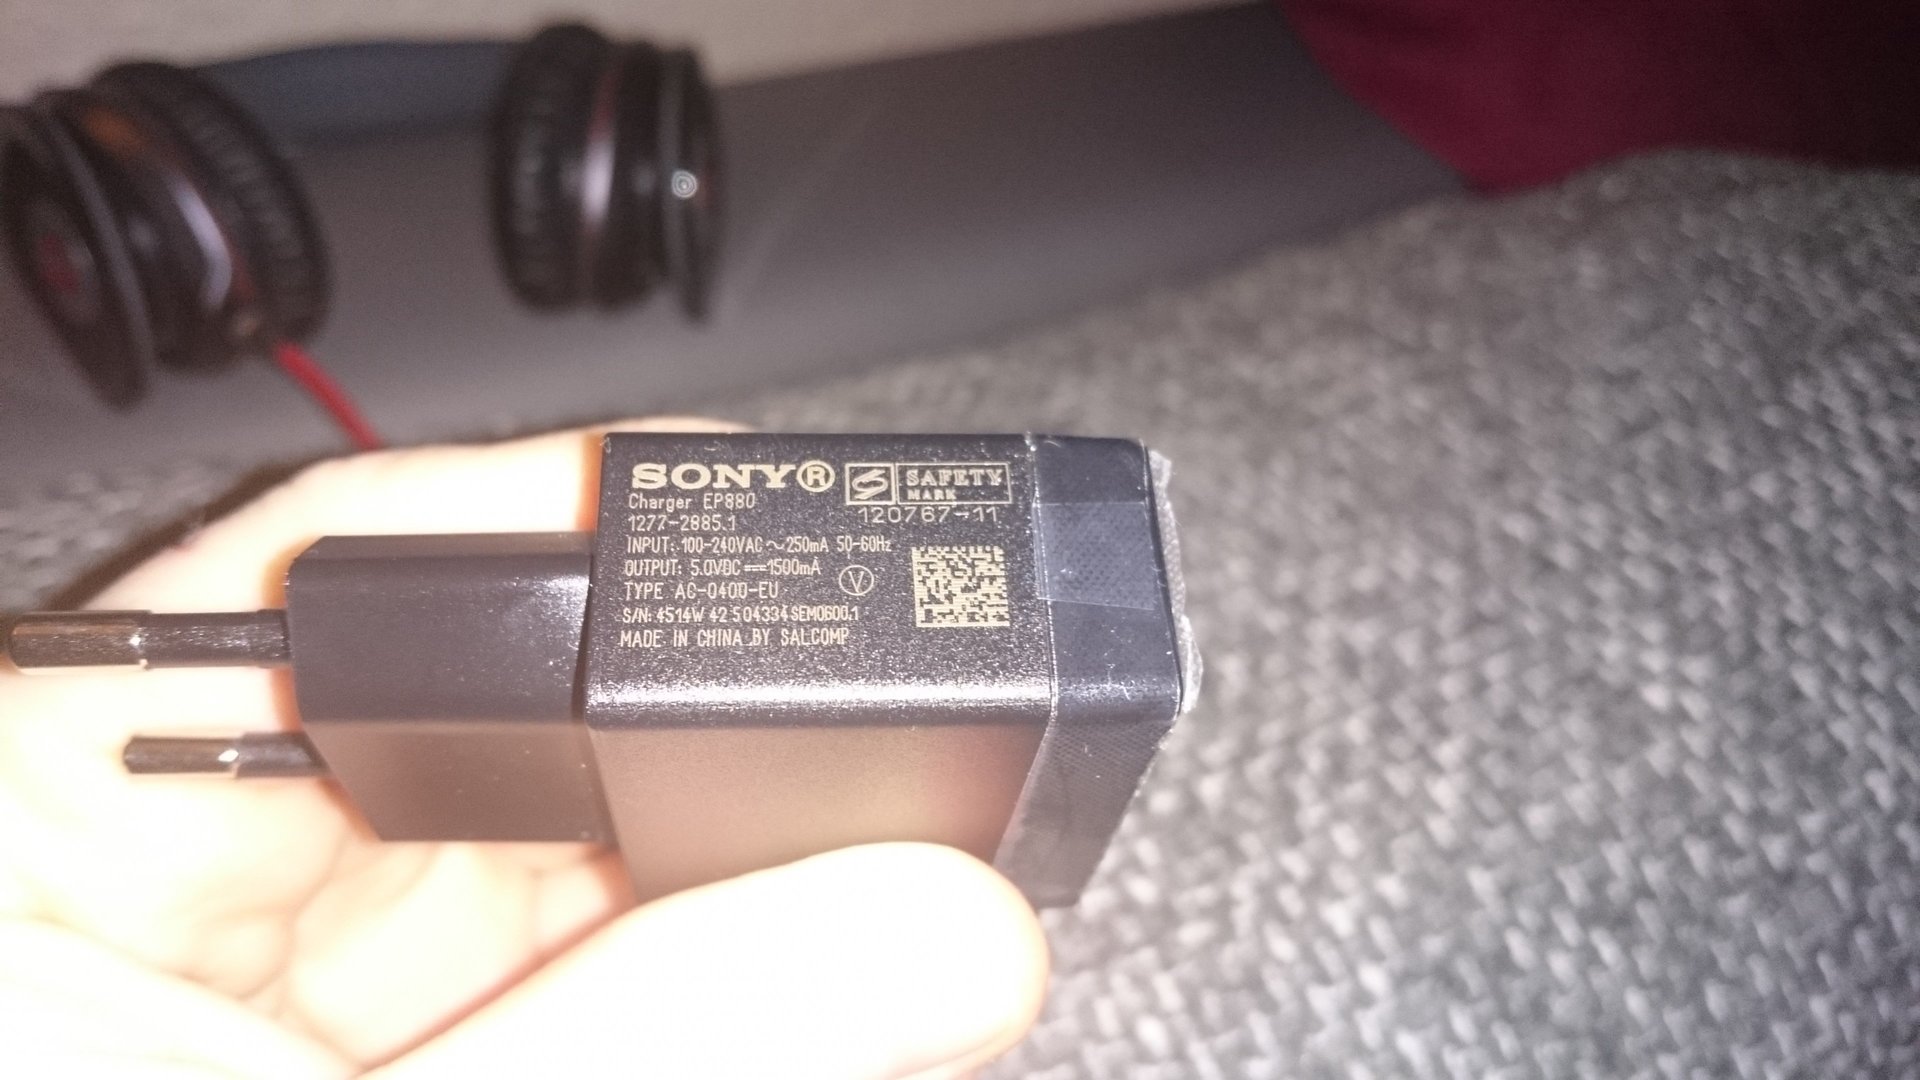 SONY®
Charger EP880
1277-2885.1
INPUT: 100-240VAC ~ 250mA 50-60Hz
OUTPUT: 5.0VDC ⎓ 1500mA
TYPE AC-0400-EU
S/N: 4514W 42 504334 SEM0600.1
MADE IN CHINA BY SALCOMP
S SAFETY
MARK
120767-11
V